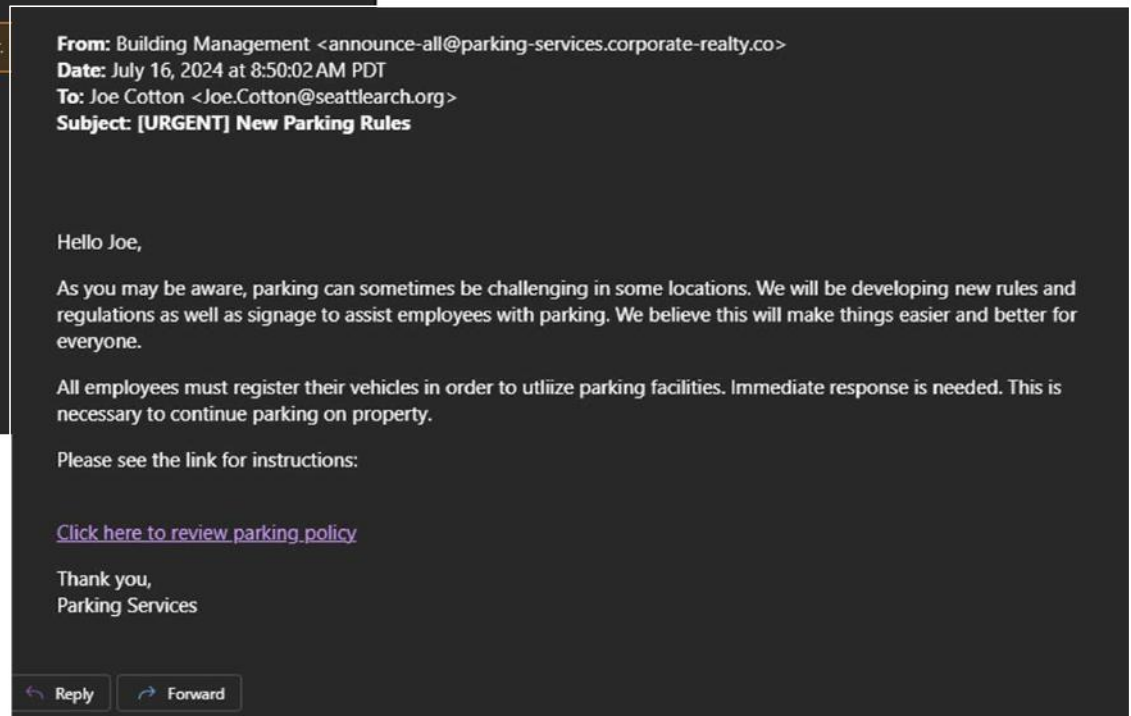 From: Building Management <announce-all@parking-services.corporate-realty.co>
Date: July 16, 2024 at 8:50:02 AM PDT
To: Joe Cotton <Joe.Cotton@seattlearch.org>
Subject: [URGENT] New Parking Rules
Hello Joe,
As you may be aware, parking can sometimes be challenging in some locations. We will be developing new rules and
regulations as well as signage to assist employees with parking. We believe this will make things easier and better for
everyone.
All employees must register their vehicles in order to utliize parking facilities. Immediate response is needed. This is
necessary to continue parking on property.
Please see the link for instructions:
Click here to review parking policy
Thank you,
Parking Services
Reply
Forward